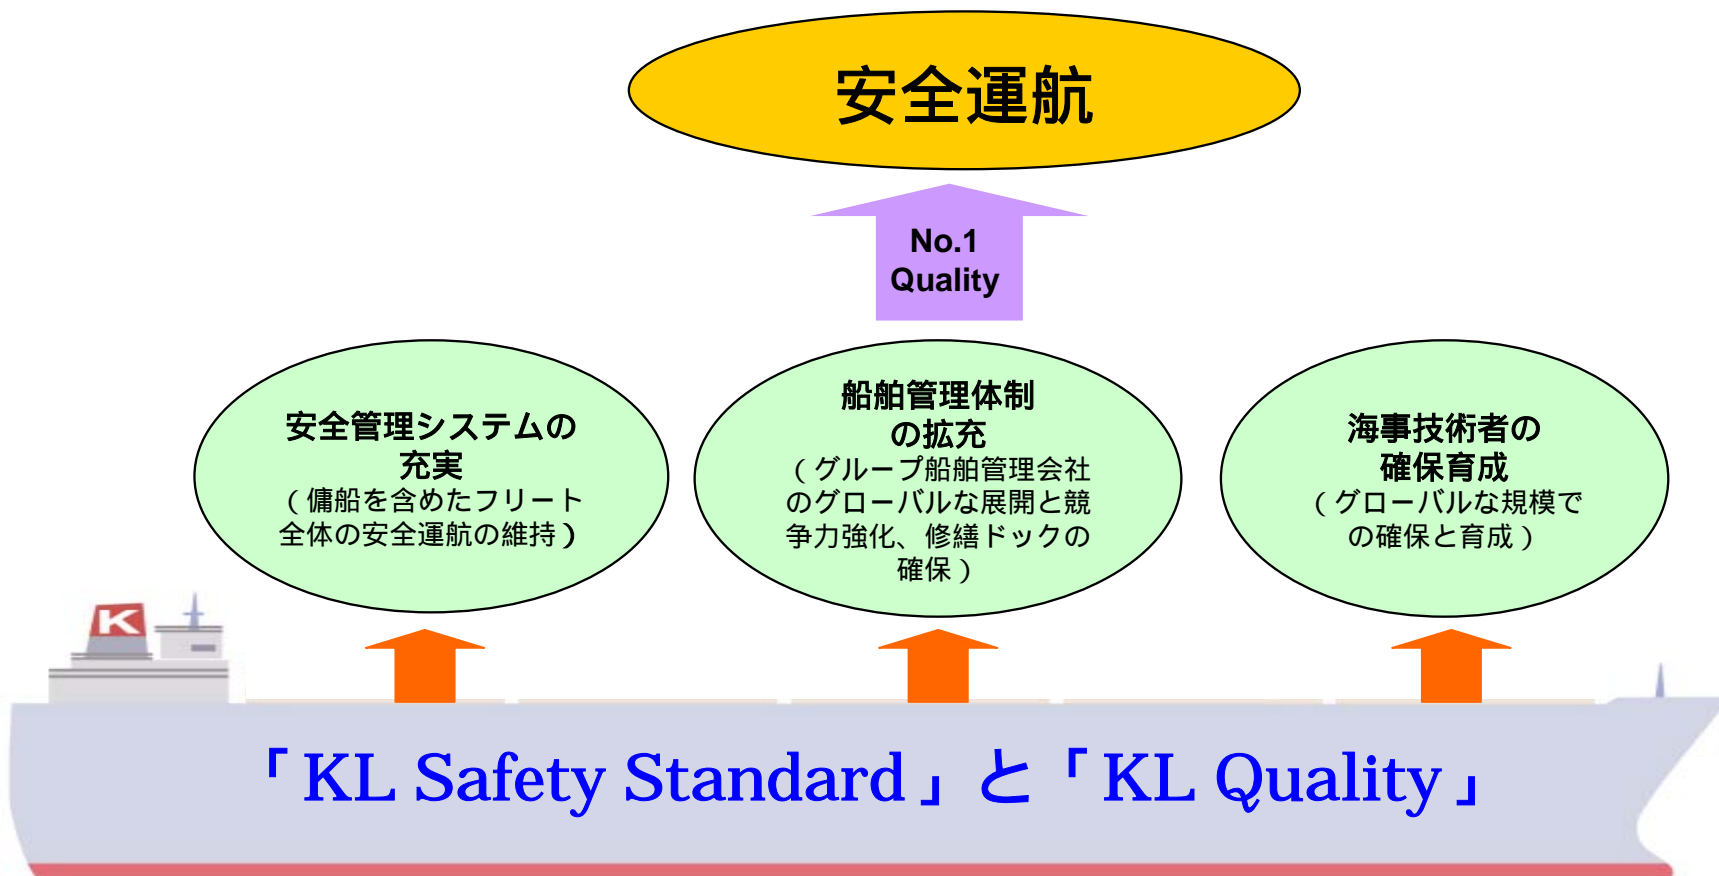 安全運航
No.1
Quality
安全管理システムの
充実
（傭船を含めたフリート
全体の安全運航の維持）
船舶管理体制
の拡充
（グループ船舶管理会社
のグローバルな展開と競
争力強化、修繕ドックの
確保）
海事技術者の
確保育成
（グローバルな規模で
の確保と育成）
K
「KL Safety Standard」と「KL Quality」